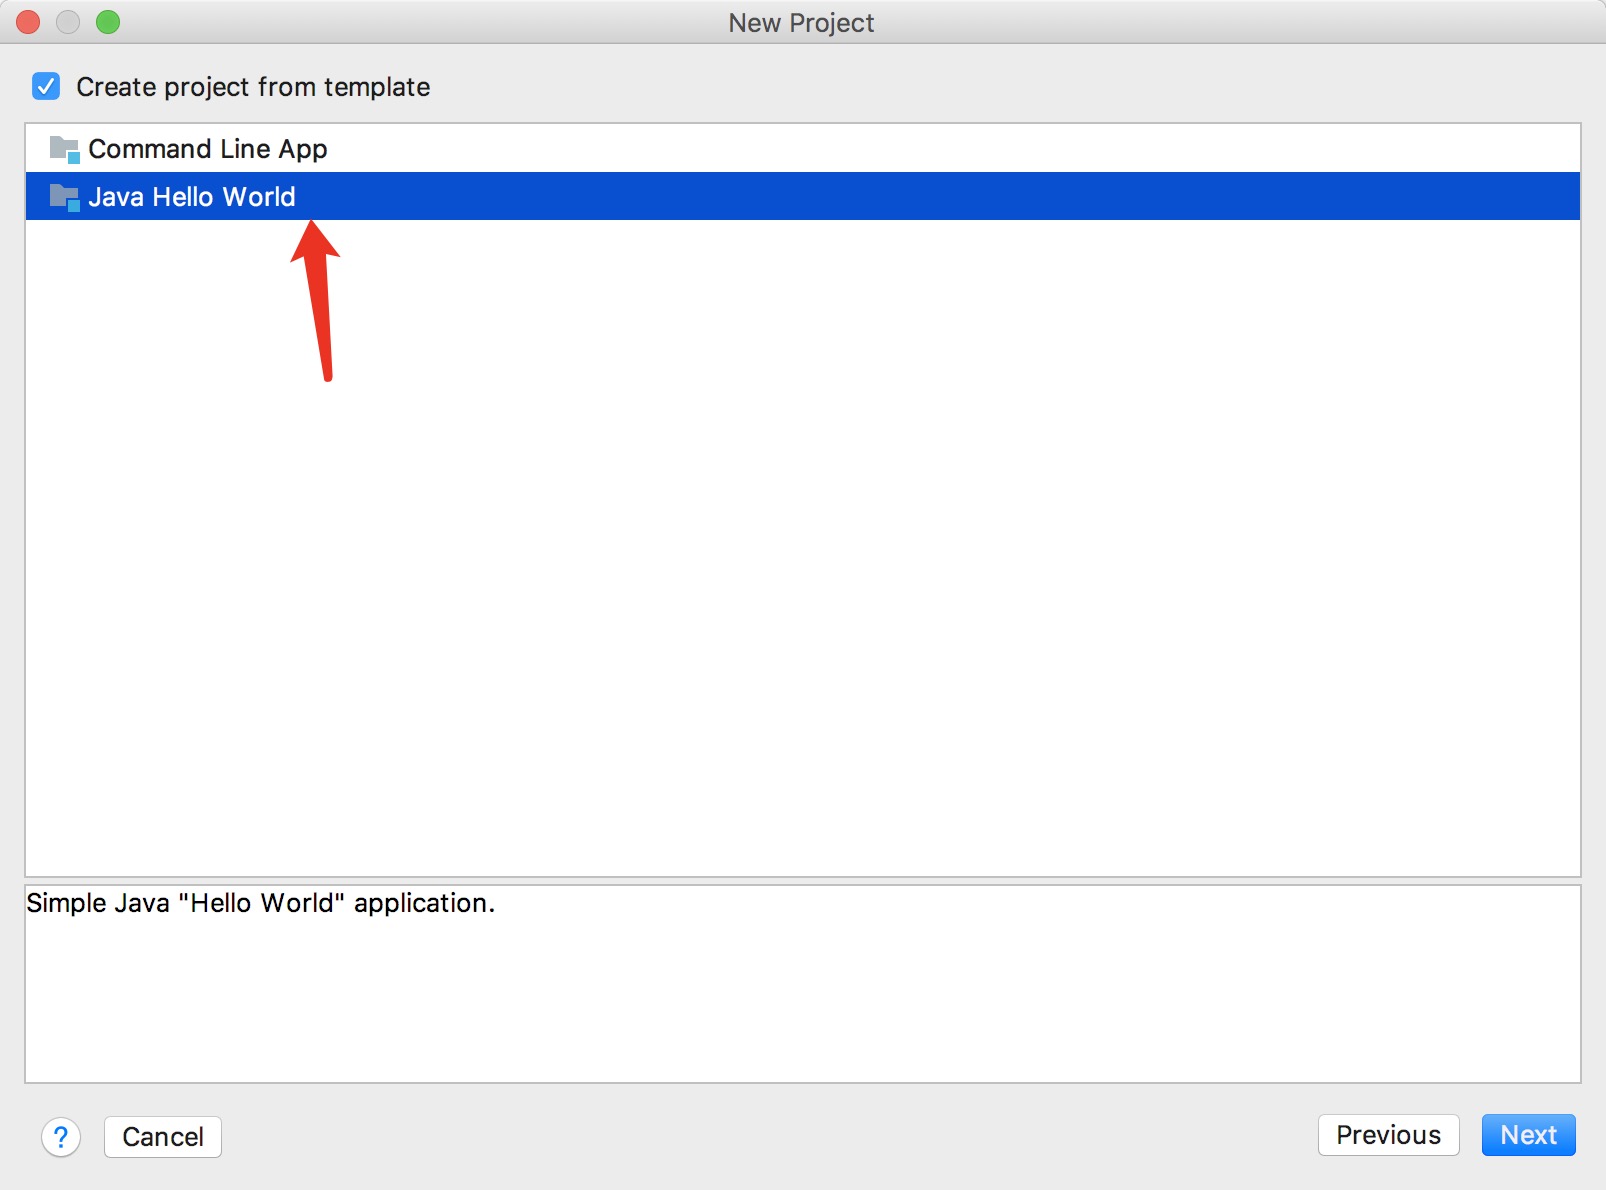 New Project
Create project from template
Command Line App
Java Hello World
Simple Java "Hello World" application.
?
Cancel
Previous
Next